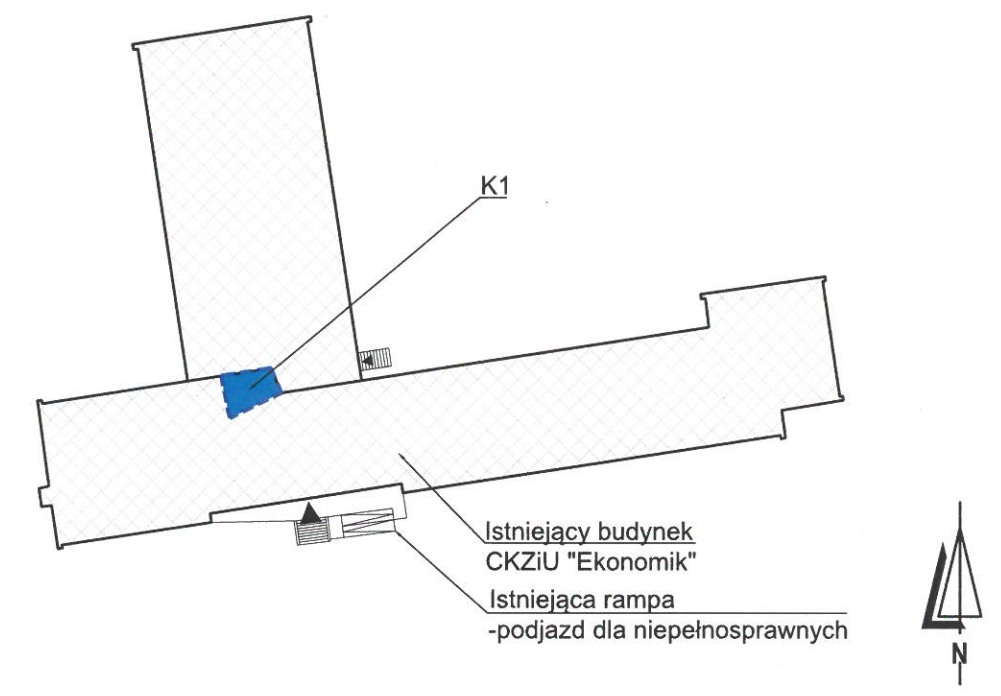 K1
Istniejący budynek
CKZiU "Ekonomik"
Istniejąca rampa
-podjazd dla niepełnosprawnych
N